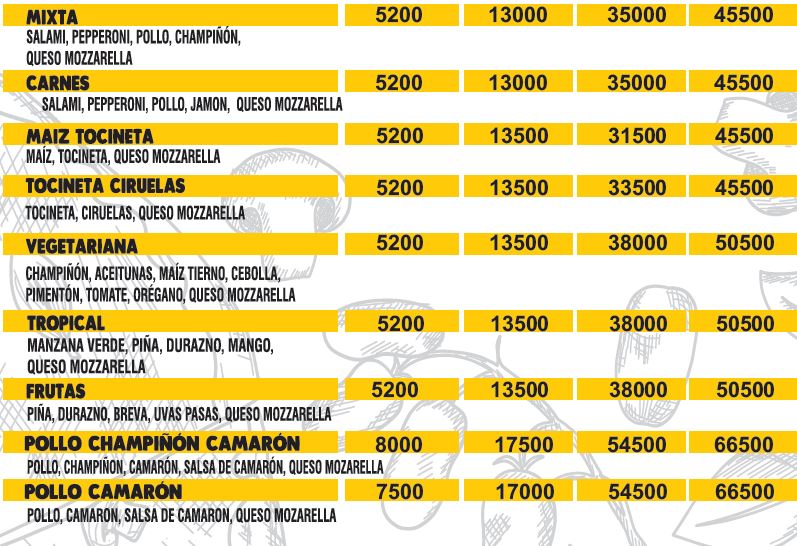 MIXTA 5200 13000 35000 45500
SALAMI, PEPPERONI, POLLO, CHAMPIÑÓN,
QUESO MOZZARELLA
CARNES 5200 13000 35000 45500
SALAMI, PEPPERONI, POLLO, JAMON, QUESO MOZZARELLA
MAIZ TOCINETA 5200 13500 31500 45500
MAÍZ, TOCINETA, QUESO MOZZARELLA
TOCINETA CIRUELAS 5200 13500 33500 45500
TOCINETA, CIRUELAS, QUESO MOZZARELLA
VEGETARIANA 5200 13500 38000 50500
CHAMPIÑÓN, ACEITUNAS, MAÍZ TIERNO, CEBOLLA,
PIMENTÓN, TOMATE, ORÉGANO, QUESO MOZZARELLA
TROPICAL 5200 13500 38000 50500
MANZANA VERDE, PIÑA, DURAZNO, MANGO,
QUESO MOZZARELLA
FRUTAS 5200 13500 38000 50500
PIÑA, DURAZNO, BREVA, UVAS PASAS, QUESO MOZZARELLA
POLLO CHAMPIÑÓN CAMARÓN 8000 17500 54500 66500
POLLO, CHAMPIÑON, CAMARÓN, SALSA DE CAMARÓN, QUESO MOZARELLA
POLLO CAMARÓN 7500 17000 54500 66500
POLLO, CAMARON, SALSA DE CAMARON, QUESO MOZARELLA